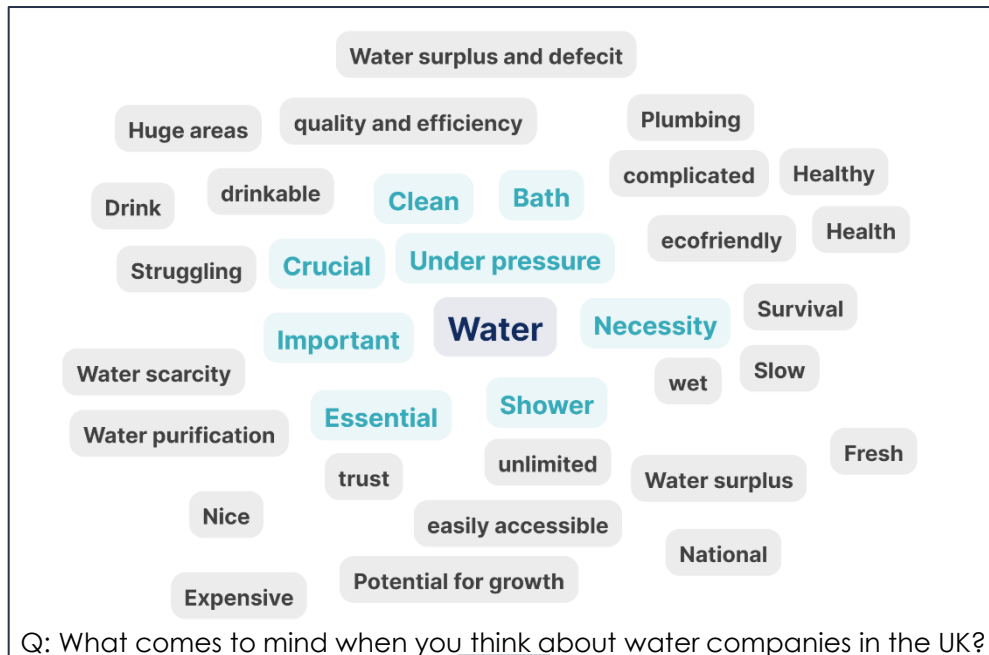 Water surplus and defecit
Huge areas
quality and efficiency
Plumbing
complicated
Healthy
Drink
drinkable
Clean
Bath
ecofriendly
Health
Struggling
Crucial
Under pressure
Important
Water
Necessity
Survival
Water scarcity
wet
Slow
Water purification
Essential
Shower
trust
unlimited
Water surplus
Fresh
Nice
easily accessible
National
Expensive
Potential for growth
Q: What comes to mind when you think about water companies in the UK?